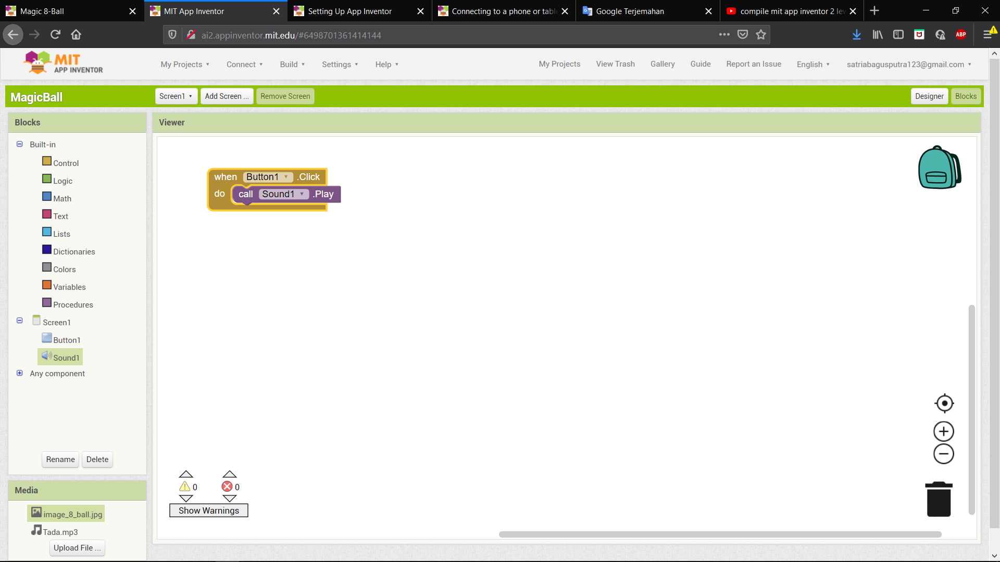 Magic 8-Ball
MIT App Inventor
Setting Up App Inventor
Connecting to a phone or table
Google Terjemahan
compile mit app inventor 2 lev
ai2.appinventor.mit.edu/#6498701361414144
ABP
MIT
APP INVENTOR
My Projects
Connect
Build
Settings
Help
My Projects
View Trash
Gallery
Guide
Report an Issue
English
satriabagusputra123@gmail.com
MagicBall
Screen1
Add Screen ...
Remove Screen
Designer
Blocks
Blocks
Viewer
Built-in
Control
Logic
Math
Text
Lists
Dictionaries
Colors
Variables
Procedures
Screen1
Button1
Sound1
Any component
Rename
Delete
when Button1 .Click
do call Sound1 .Play
0
0
Show Warnings
Media
image_8_ball.jpg
Tada.mp3
Upload File ...